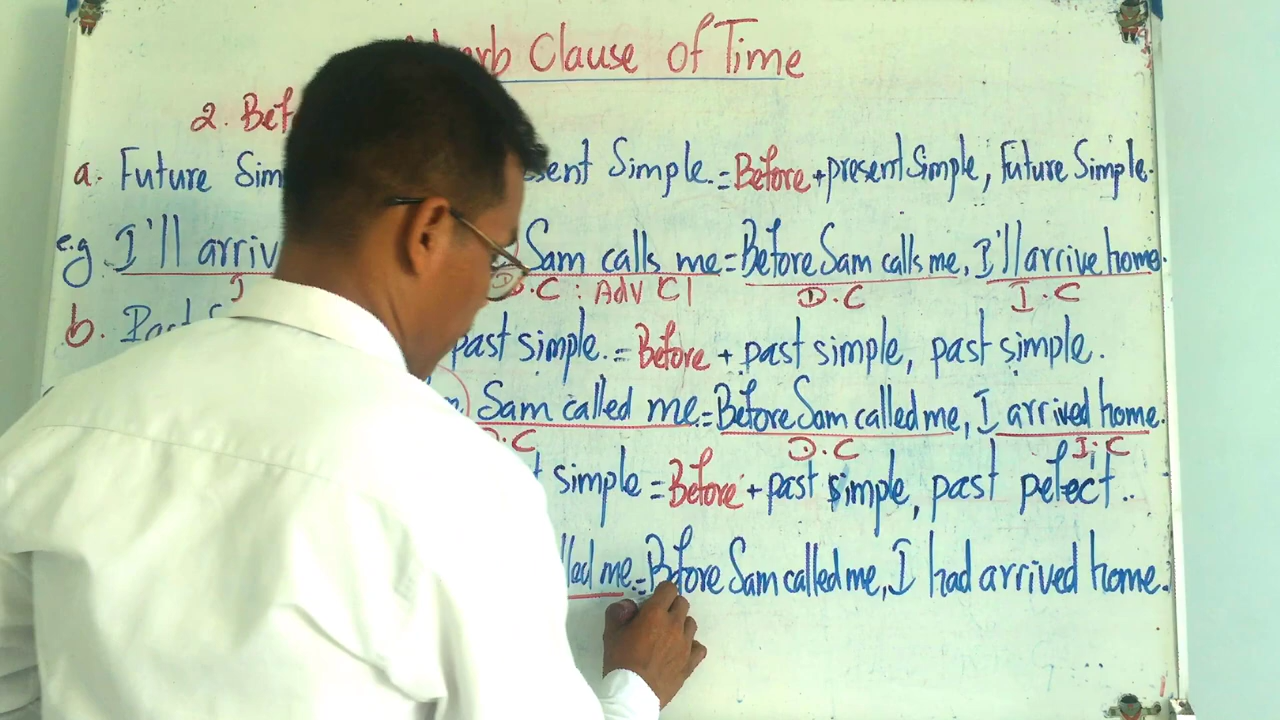 Clause of Time
2. Bef
a. Future Sim sent Simple. = Before + present Simple, Future Simple.
e.g I'll arriv Sam calls me = Before Sam calls me, I'll arrive home.
I D.C : Adv Cl D.C I.C
b. Past past simple. = Before + past simple, past simple.
Sam called me. = Before Sam called me, I arrived home.
D.C D.C I.C
t simple = Before + past simple, past pefect..
lled me. = Before Sam called me, I had arrived home.